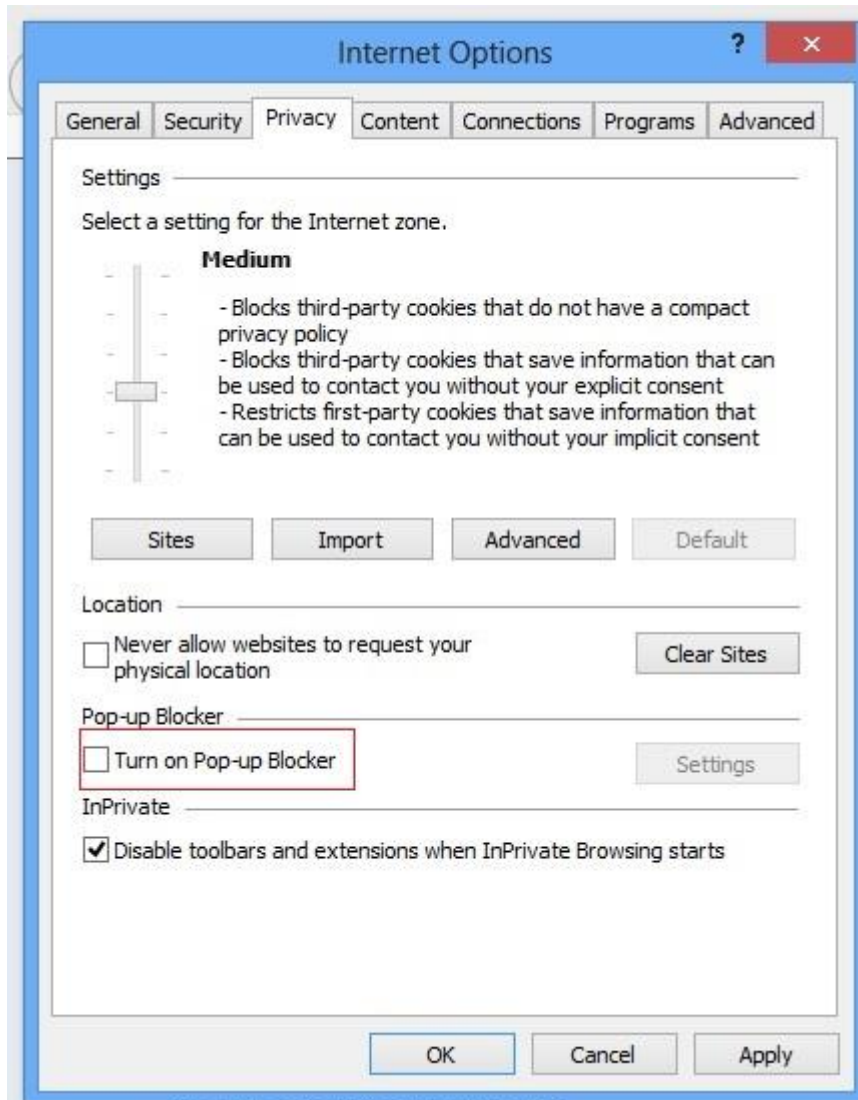 Internet Options
?
General Security Privacy Content Connections Programs Advanced
Settings
Select a setting for the Internet zone.
Medium
- Blocks third-party cookies that do not have a compact
privacy policy
- Blocks third-party cookies that save information that can
be used to contact you without your explicit consent
- Restricts first-party cookies that save information that
can be used to contact you without your implicit consent
Sites Import Advanced Default
Location
Never allow websites to request your
physical location
Clear Sites
Pop-up Blocker
Turn on Pop-up Blocker
Settings
InPrivate
Disable toolbars and extensions when InPrivate Browsing starts
OK Cancel Apply